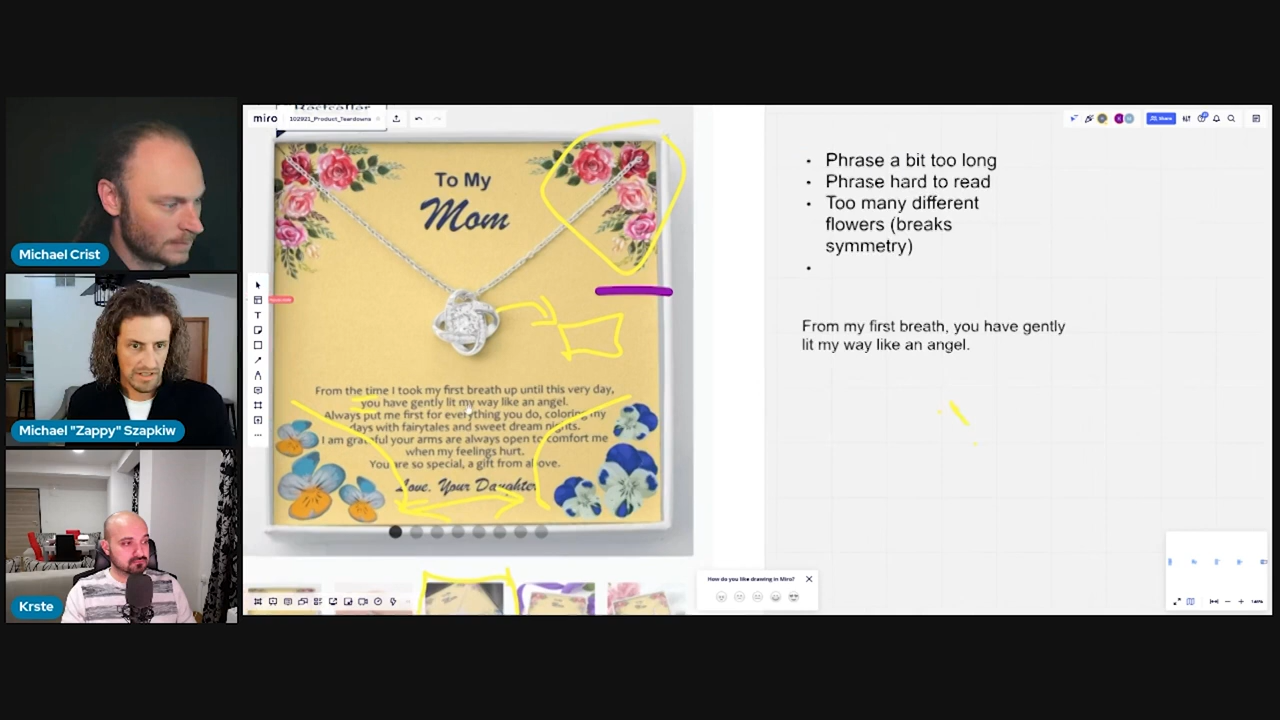 Bestseller
miro
102921_Product_Teardowns
Share
To My
Mom
From the time I took my first breath up until this very day,
you have gently lit my way like an angel.
Always put me first for everything you do, coloring my
days with fairytales and sweet dream nights.
I am grateful your arms are always open to comfort me
when my feelings hurt.
You are so special, a gift from above.
Love, Your Daughter
• Phrase a bit too long
• Phrase hard to read
• Too many different
flowers (breaks
symmetry)
•
From my first breath, you have gently
lit my way like an angel.
How do you like drawing in Miro?
Michael Crist
Michael "Zappy" Szapkiw
Krste